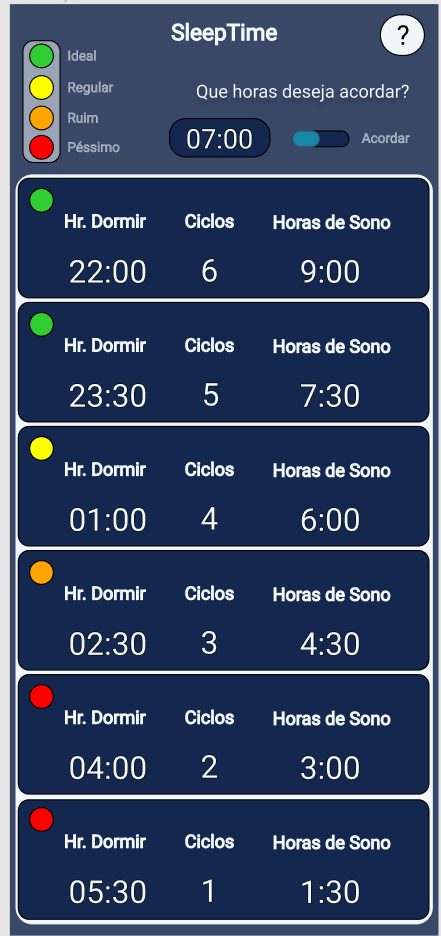 SleepTime
?
Ideal
Regular
Ruim
Péssimo
Que horas deseja acordar?
07:00
Acordar
Hr. Dormir Ciclos Horas de Sono
22:00 6 9:00
Hr. Dormir Ciclos Horas de Sono
23:30 5 7:30
Hr. Dormir Ciclos Horas de Sono
01:00 4 6:00
Hr. Dormir Ciclos Horas de Sono
02:30 3 4:30
Hr. Dormir Ciclos Horas de Sono
04:00 2 3:00
Hr. Dormir Ciclos Horas de Sono
05:30 1 1:30